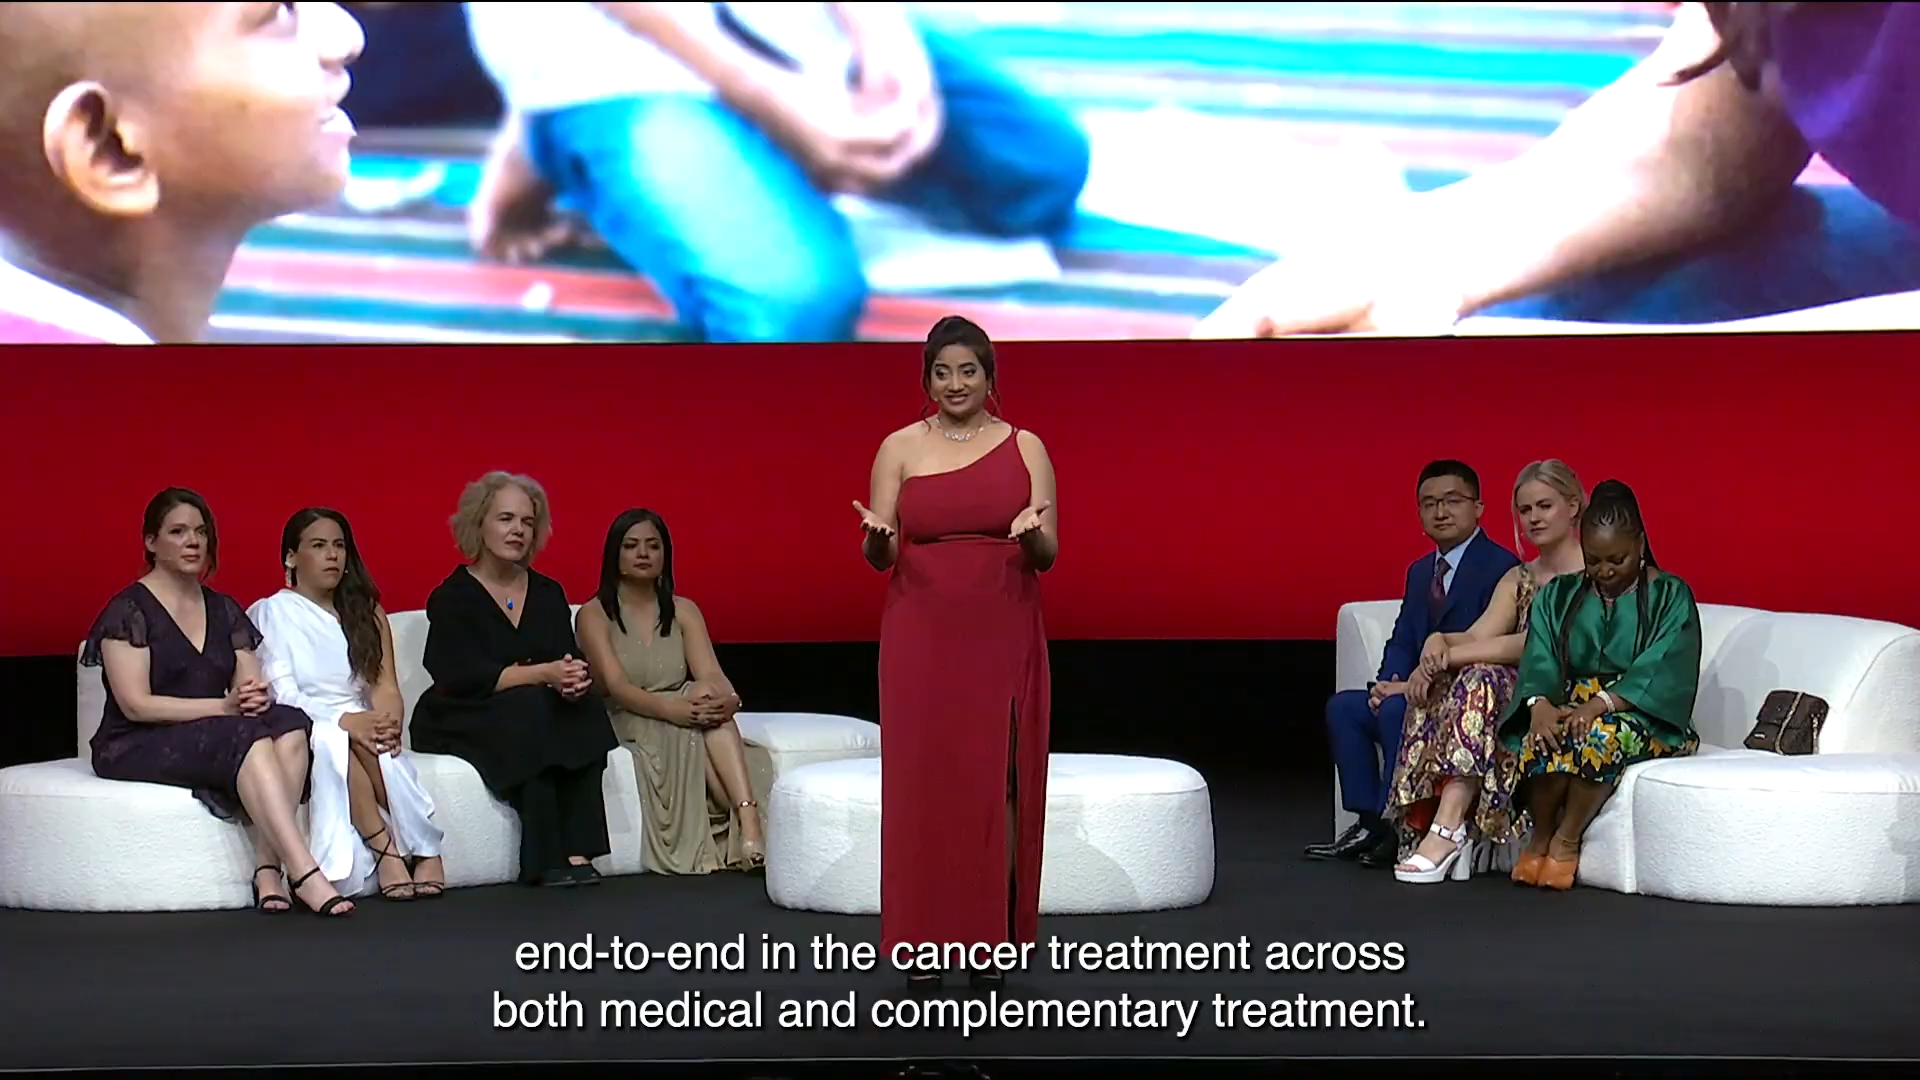 end-to-end in the cancer treatment across
both medical and complementary treatment.